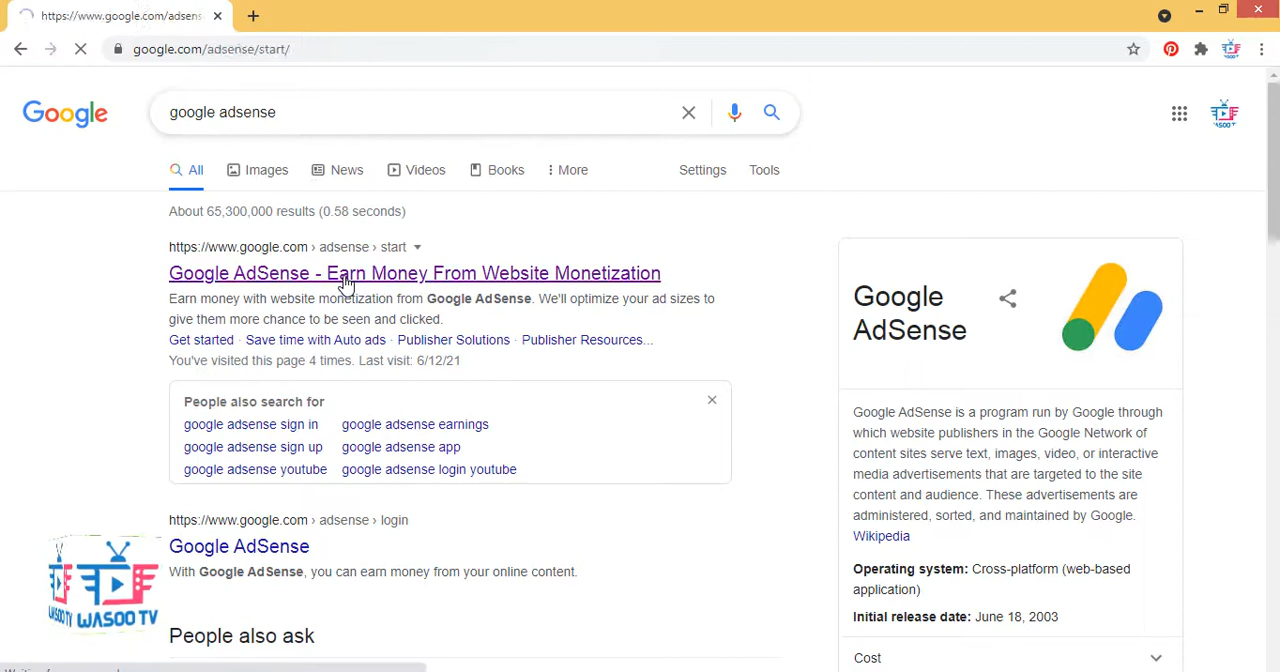 https://www.google.com/adsens
google.com/adsense/start/
Google
google adsense
WASOO T
All
Images
News
Videos
Books
More
Settings
Tools
About 65,300,000 results (0.58 seconds)
https://www.google.com › adsense › start
Google AdSense - Earn Money From Website Monetization
Earn money with website monetization from Google AdSense. We'll optimize your ad sizes to
give them more chance to be seen and clicked.
Get started · Save time with Auto ads · Publisher Solutions · Publisher Resources...
You've visited this page 4 times. Last visit: 6/12/21
People also search for
google adsense sign in
google adsense earnings
google adsense sign up
google adsense app
google adsense youtube
google adsense login youtube
https://www.google.com › adsense › login
Google AdSense
With Google AdSense, you can earn money from your online content.
WASOO TV
WASOO TV
People also ask
Google
AdSense
Google AdSense is a program run by Google through
which website publishers in the Google Network of
content sites serve text, images, video, or interactive
media advertisements that are targeted to the site
content and audience. These advertisements are
administered, sorted, and maintained by Google.
Wikipedia
Operating system: Cross-platform (web-based
application)
Initial release date: June 18, 2003
Cost